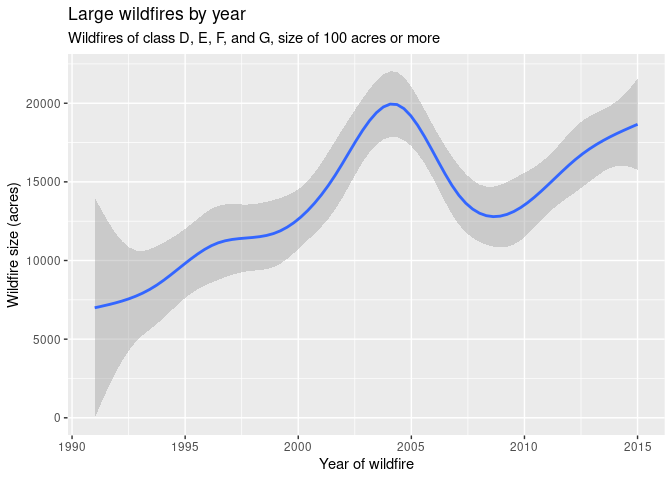 Large wildfires by year
Wildfires of class D, E, F, and G, size of 100 acres or more
Wildfire size (acres)
20000
15000
10000
5000
0
1990
1995
2000
2005
2010
2015
Year of wildfire